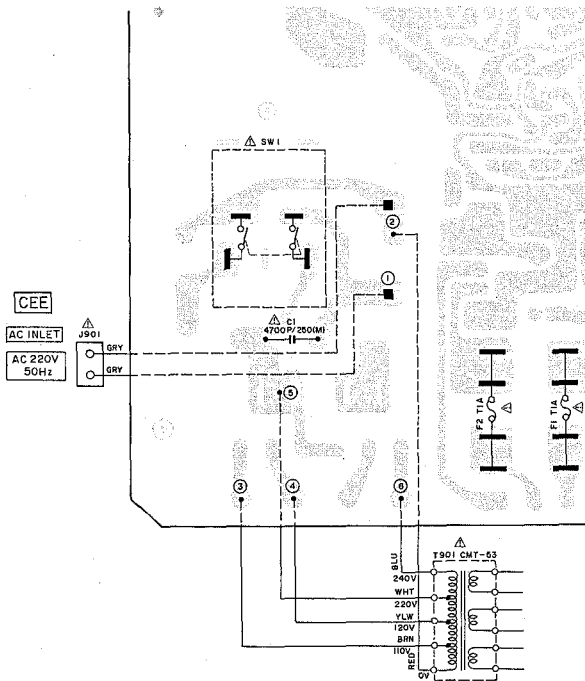 SW1
②
①
C1
4700P/250(M)
CEE
AC INLET
AC 220V
50Hz
J901
GRY
GRY
⑤
F2 T1A
F1 T1A
③
④
⑥
T901 CMT-53
BLU
240V
WHT
220V
YLW
120V
BRN
110V
RED
0V